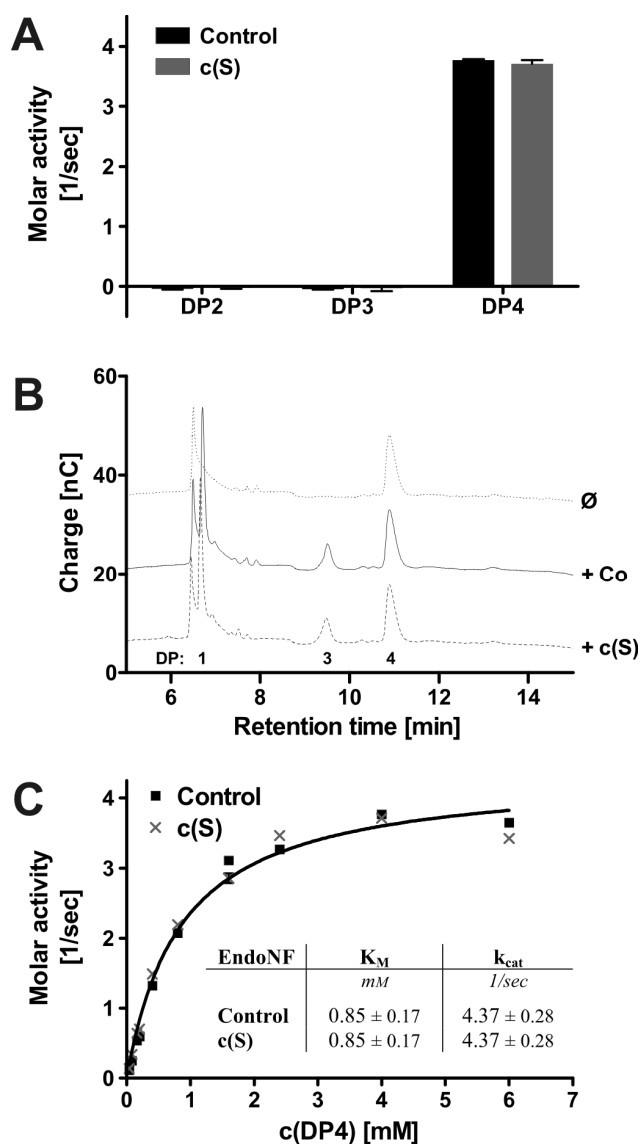 A
Control
c(S)
Molar activity
[1/sec]
4
3
2
1
0
DP2 DP3 DP4
B
60
40
20
0
Charge [nC]
Ø
+ Co
+ c(S)
DP: 1 3 4
6 8 10 12 14
Retention time [min]
C
Control
c(S)
Molar activity
[1/sec]
4
3
2
1
0
EndoNF K_M k_cat
mM 1/sec
Control 0.85 ± 0.17 4.37 ± 0.28
c(S) 0.85 ± 0.17 4.37 ± 0.28
0 1 2 3 4 5 6 7
c(DP4) [mM]